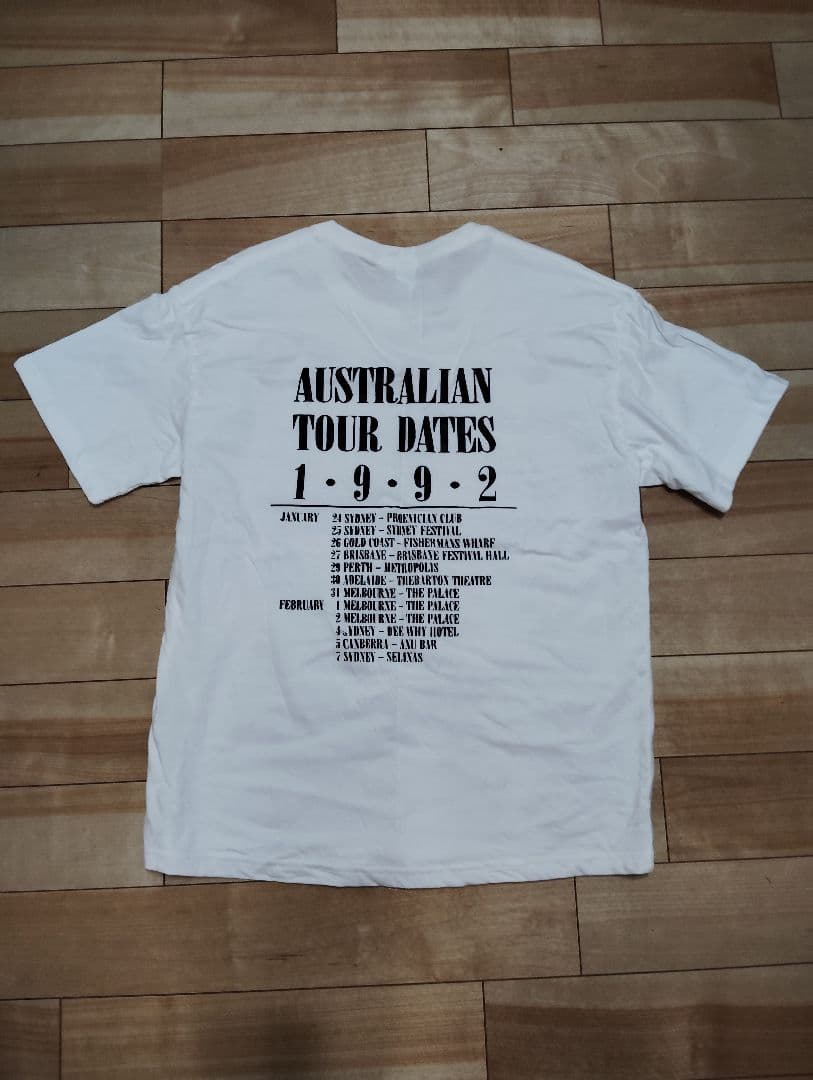 AUSTRALIAN
TOUR DATES
1•9•9•2
JANUARY 24 SYDNEY – PHOENICIAN CLUB
25 SYDNEY – SYDNEY FESTIVAL
26 GOLD COAST – FISHERMANS WHARF
27 BRISBANE – BRISBANE FESTIVAL HALL
29 PERTH – METROPOLIS
30 ADELAIDE – THEBARTON THEATRE
31 MELBOURNE – THE PALACE
FEBRUARY 1 MELBOURNE – THE PALACE
2 MELBOURNE – THE PALACE
4 SYDNEY – DEE WHY HOTEL
5 CANBERRA – ANU BAR
7 SYDNEY – SELINAS